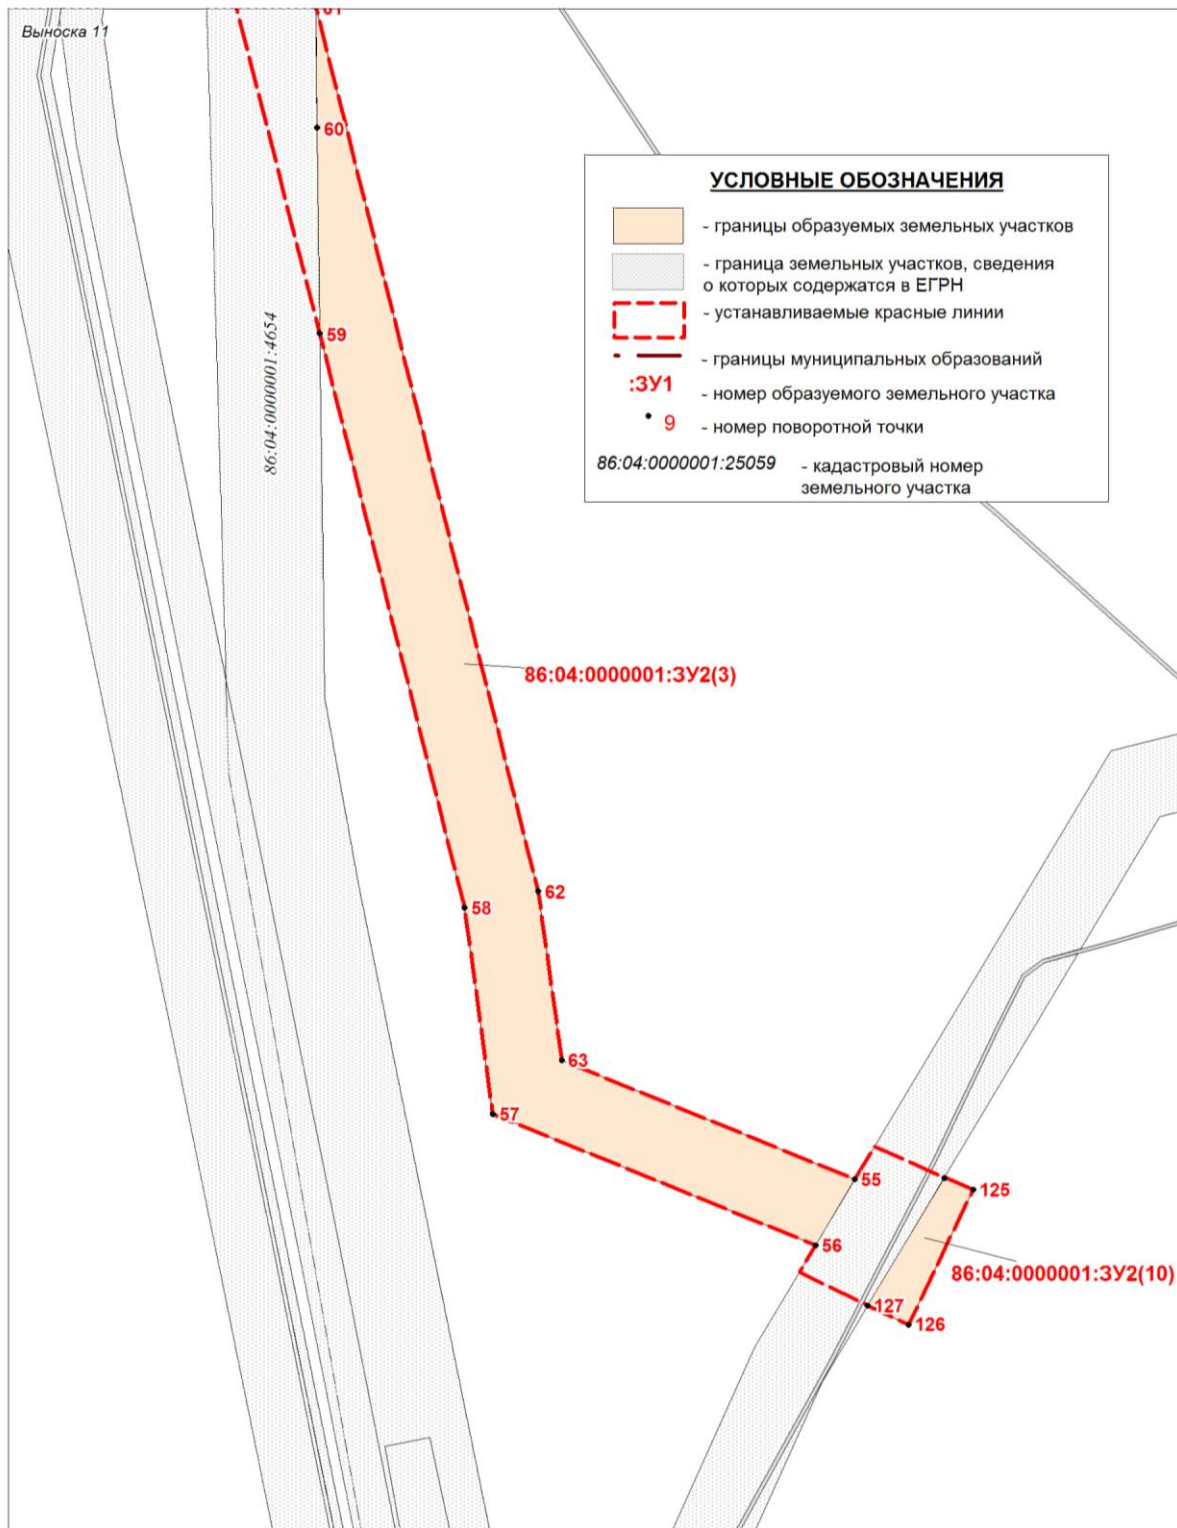 Выноска 11
61
60
УСЛОВНЫЕ ОБОЗНАЧЕНИЯ
- границы образуемых земельных участков
- граница земельных участков, сведения
о которых содержатся в ЕГРН
- устанавливаемые красные линии
- границы муниципальных образований
:ЗУ1 - номер образуемого земельного участка
9 - номер поворотной точки
86:04:0000001:25059 - кадастровый номер
земельного участка
59
86:04:0000001:4654
86:04:0000001:ЗУ2(3)
62
58
63
57
55
125
56
86:04:0000001:ЗУ2(10)
127
126